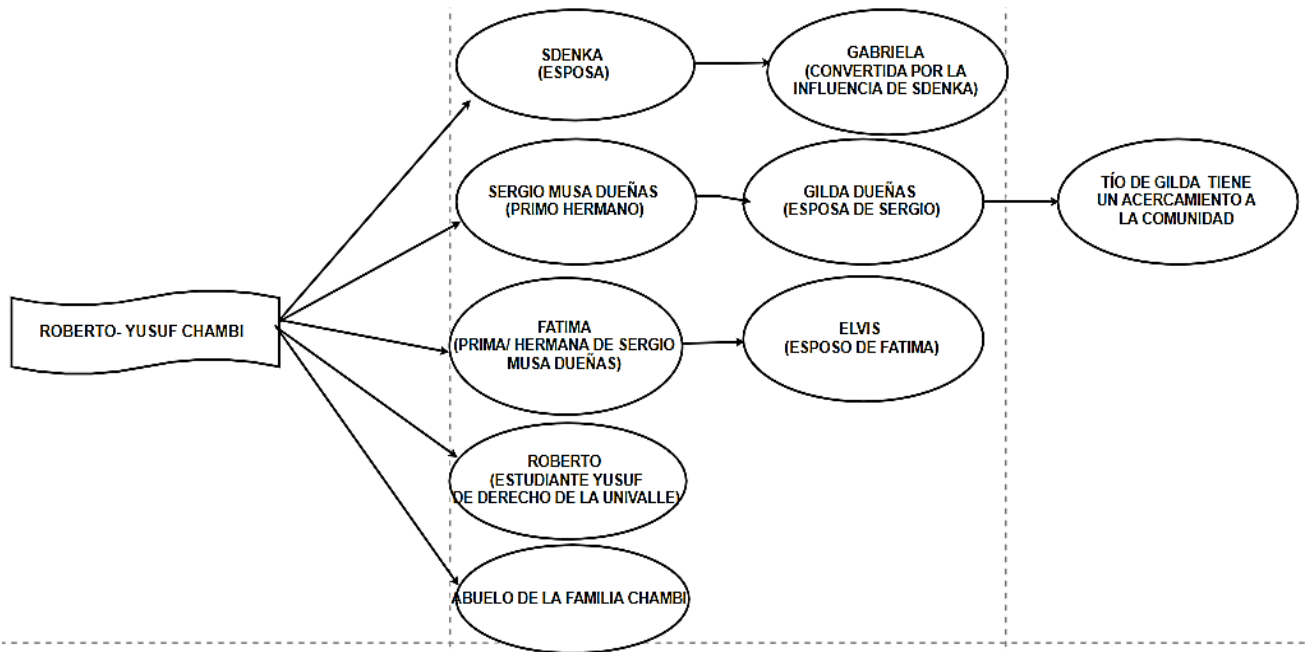 SDENKA
(ESPOSA)
GABRIELA
(CONVERTIDA POR LA
INFLUENCIA DE SDENKA)
SERGIO MUSA DUEÑAS
(PRIMO HERMANO)
GILDA DUEÑAS
(ESPOSA DE SERGIO)
TÍO DE GILDA TIENE
UN ACERCAMIENTO A
LA COMUNIDAD
ROBERTO- YUSUF CHAMBI
FATIMA
(PRIMA/ HERMANA DE SERGIO
MUSA DUEÑAS)
ELVIS
(ESPOSO DE FATIMA)
ROBERTO
(ESTUDIANTE YUSUF
DE DERECHO DE LA UNIVALLE)
ABUELO DE LA FAMILIA CHAMBI